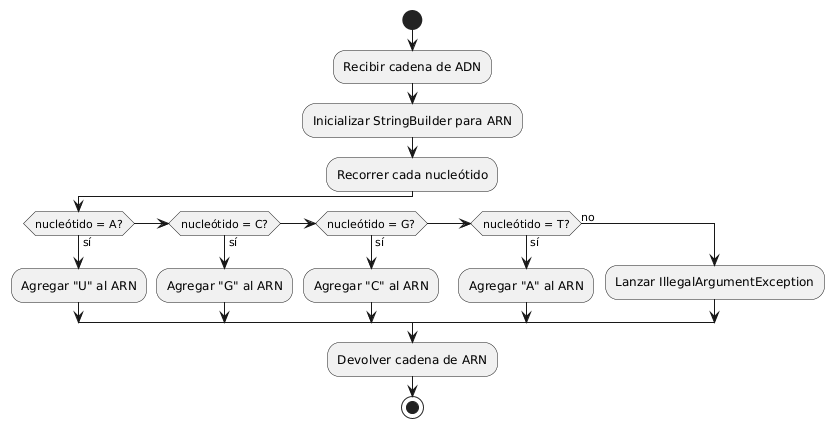 Recibir cadena de ADN
Inicializar StringBuilder para ARN
Recorrer cada nucleótido
nucleótido = A?
sí
nucleótido = C?
sí
nucleótido = G?
sí
nucleótido = T?
sí
no
Agregar "U" al ARN
Agregar "G" al ARN
Agregar "C" al ARN
Agregar "A" al ARN
Lanzar IllegalArgumentException
Devolver cadena de ARN